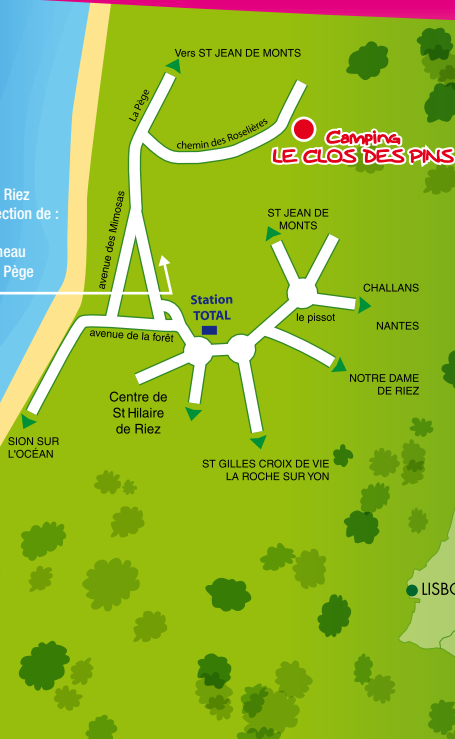 Vers ST JEAN DE MONTS
La Pège
chemin des Roselières
Camping
LE CLOS DES PINS
Riez
ction de :
eau
Pège
avenue des Mimosas
ST JEAN DE
MONTS
CHALLANS
NANTES
Station
TOTAL
le pissot
avenue de la forêt
NOTRE DAME
DE RIEZ
Centre de
St Hilaire
de Riez
SION SUR
L'OCÉAN
ST GILLES CROIX DE VIE
LA ROCHE SUR YON
LISBO